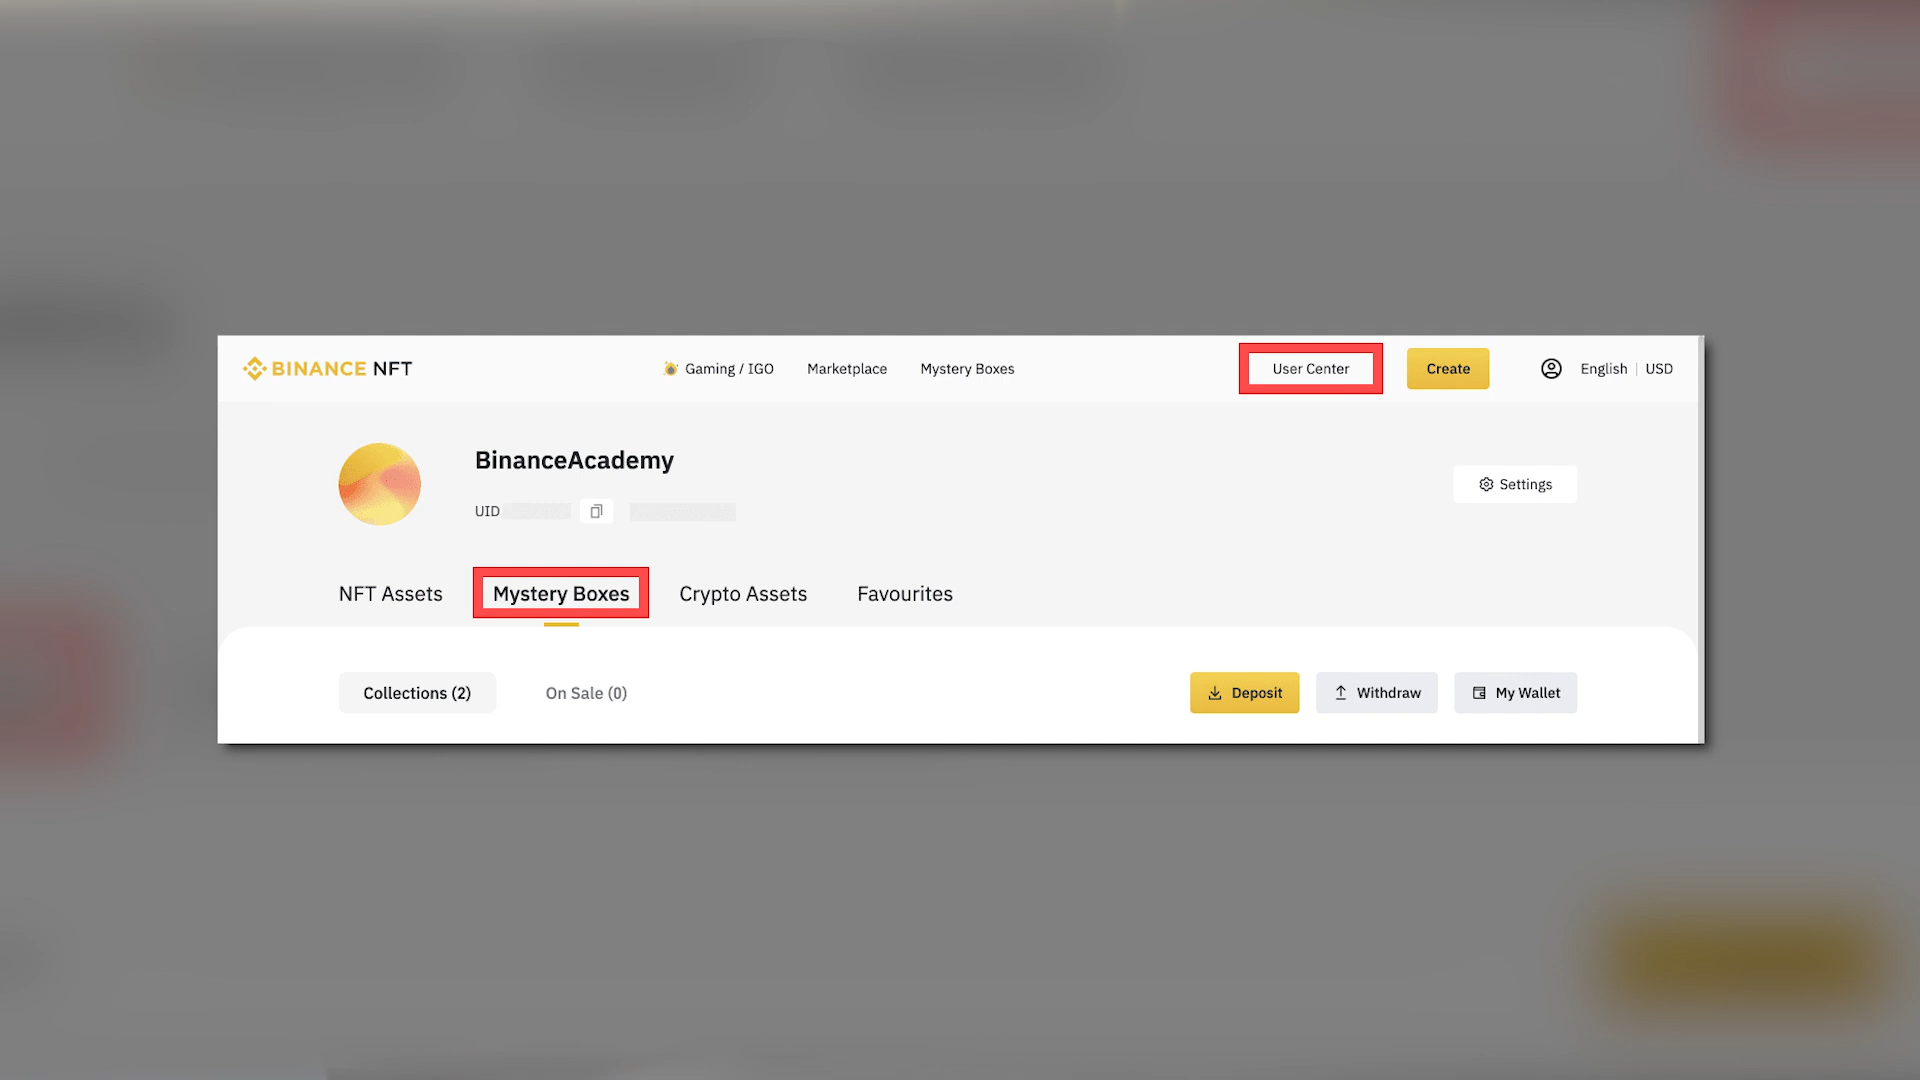 BINANCE NFT
Gaming / IGO
Marketplace
Mystery Boxes
User Center
Create
English | USD
BinanceAcademy
UID
Settings
NFT Assets
Mystery Boxes
Crypto Assets
Favourites
Collections (2)
On Sale (0)
Deposit
Withdraw
My Wallet